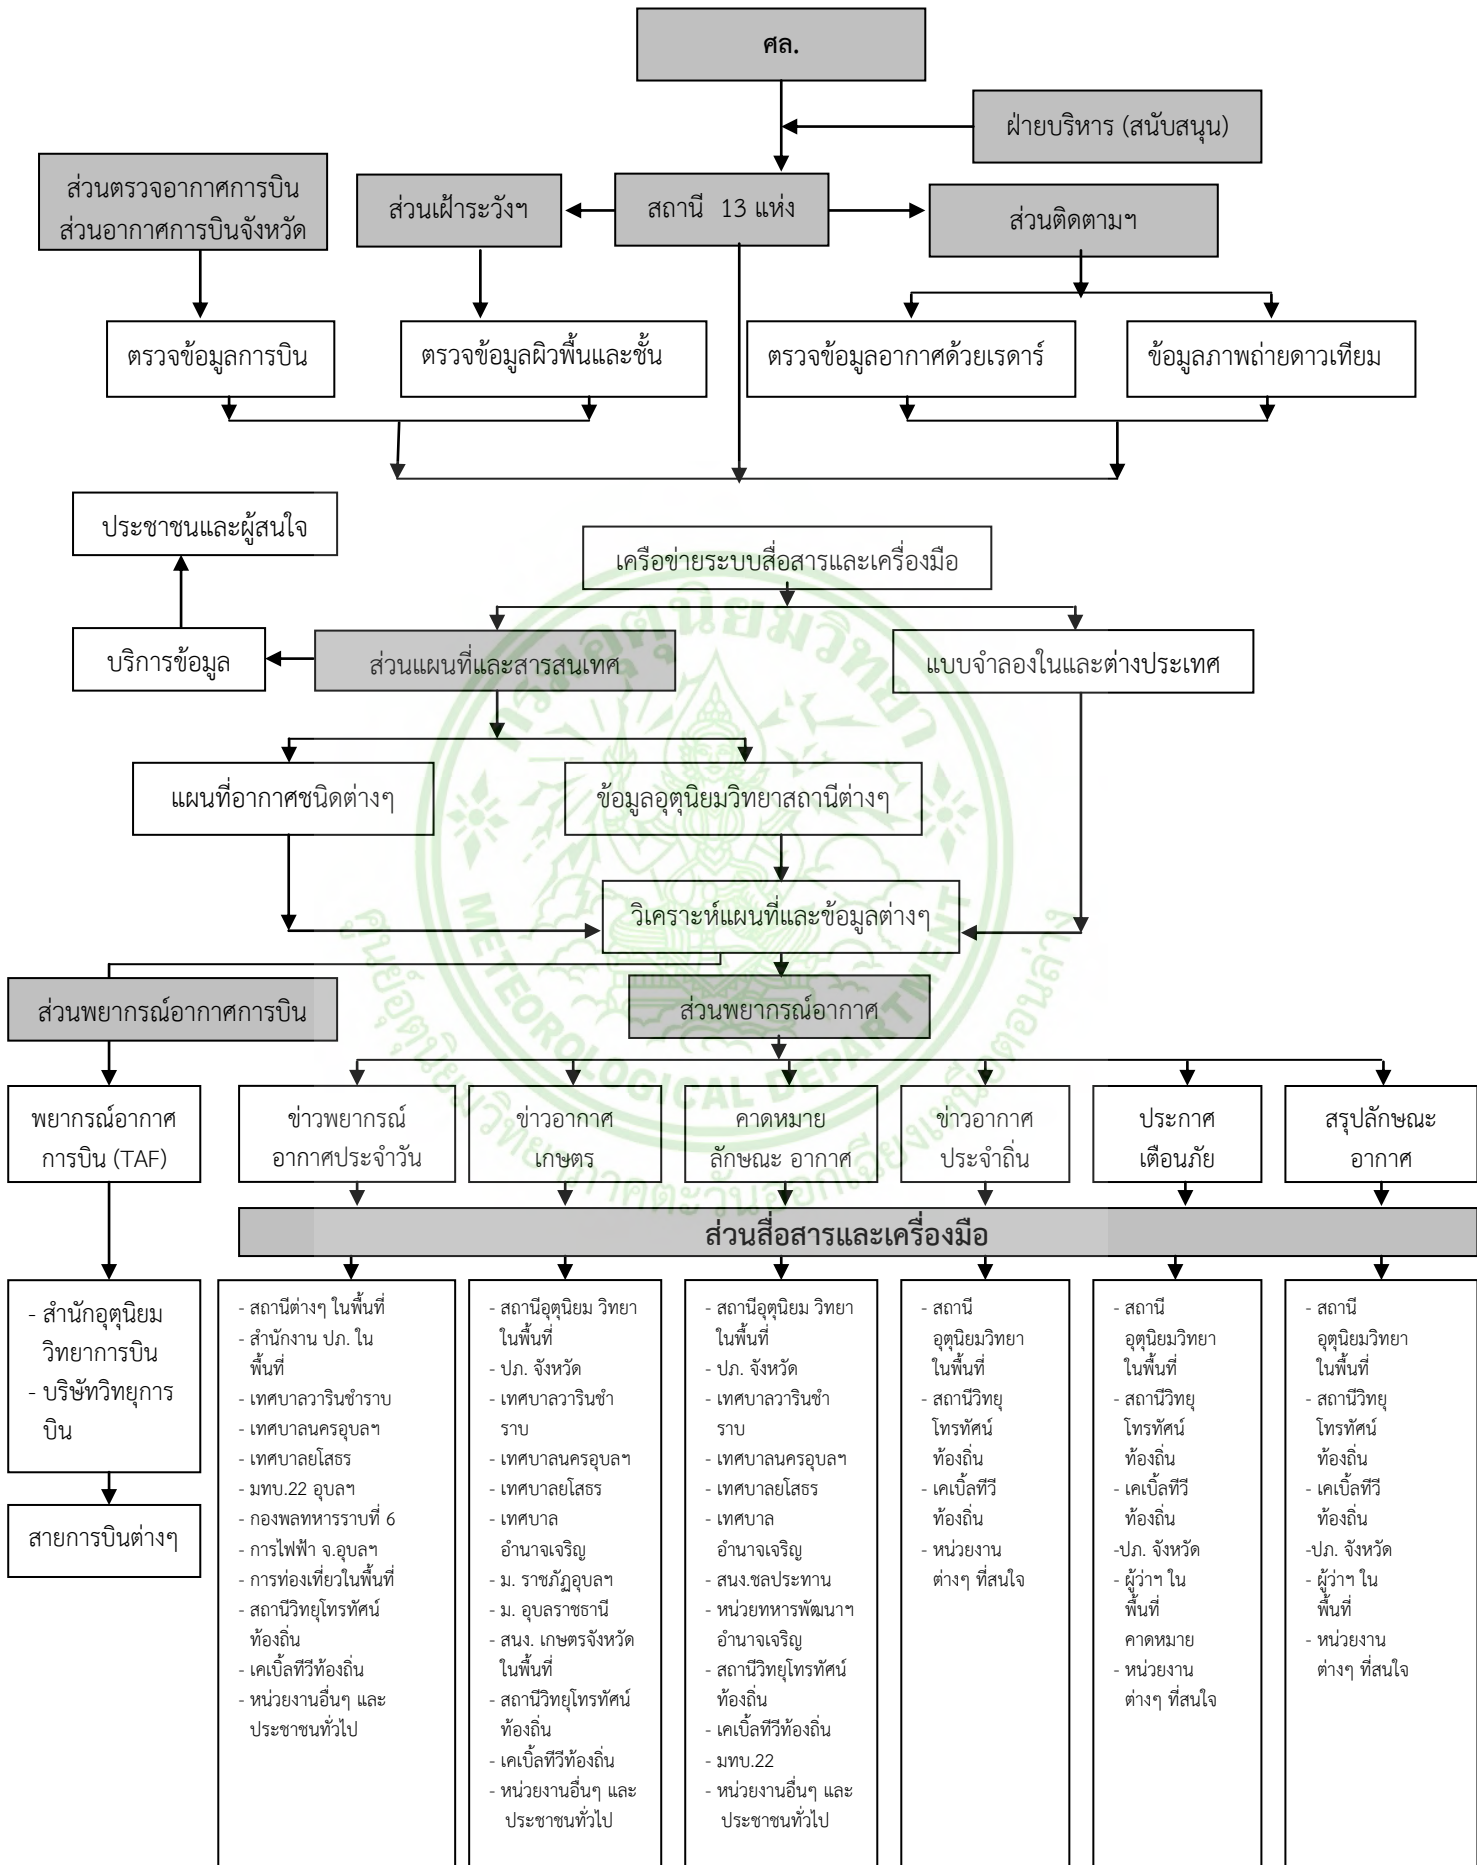 ศล.
ฝ่ายบริหาร (สนับสนุน)
ส่วนตรวจอากาศการบิน
ส่วนอากาศการบินจังหวัด
ส่วนเฝ้าระวังฯ
สถานี 13 แห่ง
ส่วนติดตามฯ
ตรวจข้อมูลการบิน
ตรวจข้อมูลผิวพื้นและชั้น
ตรวจข้อมูลอากาศด้วยเรดาร์
ข้อมูลภาพถ่ายดาวเทียม
ประชาชนและผู้สนใจ
เครือข่ายระบบสื่อสารและเครื่องมือ
บริการข้อมูล
ส่วนแผนที่และสารสนเทศ
แบบจำลองในและต่างประเทศ
แผนที่อากาศชนิดต่างๆ
ข้อมูลอุตุนิยมวิทยาสถานีต่างๆ
วิเคราะห์แผนที่และข้อมูลต่างๆ
กรมอุตุนิยมวิทยา
METEOROLOGICAL DEPARTMENT
ศูนย์อุตุนิยมวิทยาภาคตะวันออกเฉียงเหนือตอนล่าง
ส่วนพยากรณ์อากาศการบิน
ส่วนพยากรณ์อากาศ
พยากรณ์อากาศ
การบิน (TAF)
ข่าวพยากรณ์
อากาศประจำวัน
ข่าวอากาศ
เกษตร
คาดหมาย
ลักษณะ อากาศ
ข่าวอากาศ
ประจำถิ่น
ประกาศ
เตือนภัย
สรุปลักษณะ
อากาศ
ส่วนสื่อสารและเครื่องมือ
- สำนักอุตุนิยม
วิทยาการบิน
- บริษัทวิทยุการ
บิน
สายการบินต่างๆ
- สถานีต่างๆ ในพื้นที่
- สำนักงาน ปภ. ใน
พื้นที่
- เทศบาลวารินชำราบ
- เทศบาลนครอุบลฯ
- เทศบาลยโสธร
- มทบ.22 อุบลฯ
- กองพลทหารราบที่ 6
- การไฟฟ้า จ.อุบลฯ
- การท่องเที่ยวในพื้นที่
- สถานีวิทยุโทรทัศน์
ท้องถิ่น
- เคเบิ้ลทีวีท้องถิ่น
- หน่วยงานอื่นๆ และ
ประชาชนทั่วไป
- สถานีอุตุนิยม วิทยา
ในพื้นที่
- ปภ. จังหวัด
- เทศบาลวารินชำ
ราบ
- เทศบาลนครอุบลฯ
- เทศบาลยโสธร
- เทศบาล
อำนาจเจริญ
- ม. ราชภัฏอุบลฯ
- ม. อุบลราชธานี
- สนง. เกษตรจังหวัด
ในพื้นที่
- สถานีวิทยุโทรทัศน์
ท้องถิ่น
- เคเบิ้ลทีวีท้องถิ่น
- หน่วยงานอื่นๆ และ
ประชาชนทั่วไป
- สถานีอุตุนิยม วิทยา
ในพื้นที่
- ปภ. จังหวัด
- เทศบาลวารินชำ
ราบ
- เทศบาลนครอุบลฯ
- เทศบาลยโสธร
- เทศบาล
อำนาจเจริญ
- สนง.ชลประทาน
- หน่วยทหารพัฒนาฯ
อำนาจเจริญ
- สถานีวิทยุโทรทัศน์
ท้องถิ่น
- เคเบิ้ลทีวีท้องถิ่น
- มทบ.22
- หน่วยงานอื่นๆ และ
ประชาชนทั่วไป
- สถานี
อุตุนิยมวิทยา
ในพื้นที่
- สถานีวิทยุ
โทรทัศน์
ท้องถิ่น
- เคเบิ้ลทีวี
ท้องถิ่น
- หน่วยงาน
ต่างๆ ที่สนใจ
- สถานี
อุตุนิยมวิทยา
ในพื้นที่
- สถานีวิทยุ
โทรทัศน์
ท้องถิ่น
- เคเบิ้ลทีวี
ท้องถิ่น
-ปภ. จังหวัด
- ผู้ว่าฯ ใน
พื้นที่
คาดหมาย
- หน่วยงาน
ต่างๆ ที่สนใจ
- สถานี
อุตุนิยมวิทยา
ในพื้นที่
- สถานีวิทยุ
โทรทัศน์
ท้องถิ่น
- เคเบิ้ลทีวี
ท้องถิ่น
-ปภ. จังหวัด
- ผู้ว่าฯ ใน
พื้นที่
- หน่วยงาน
ต่างๆ ที่สนใจ